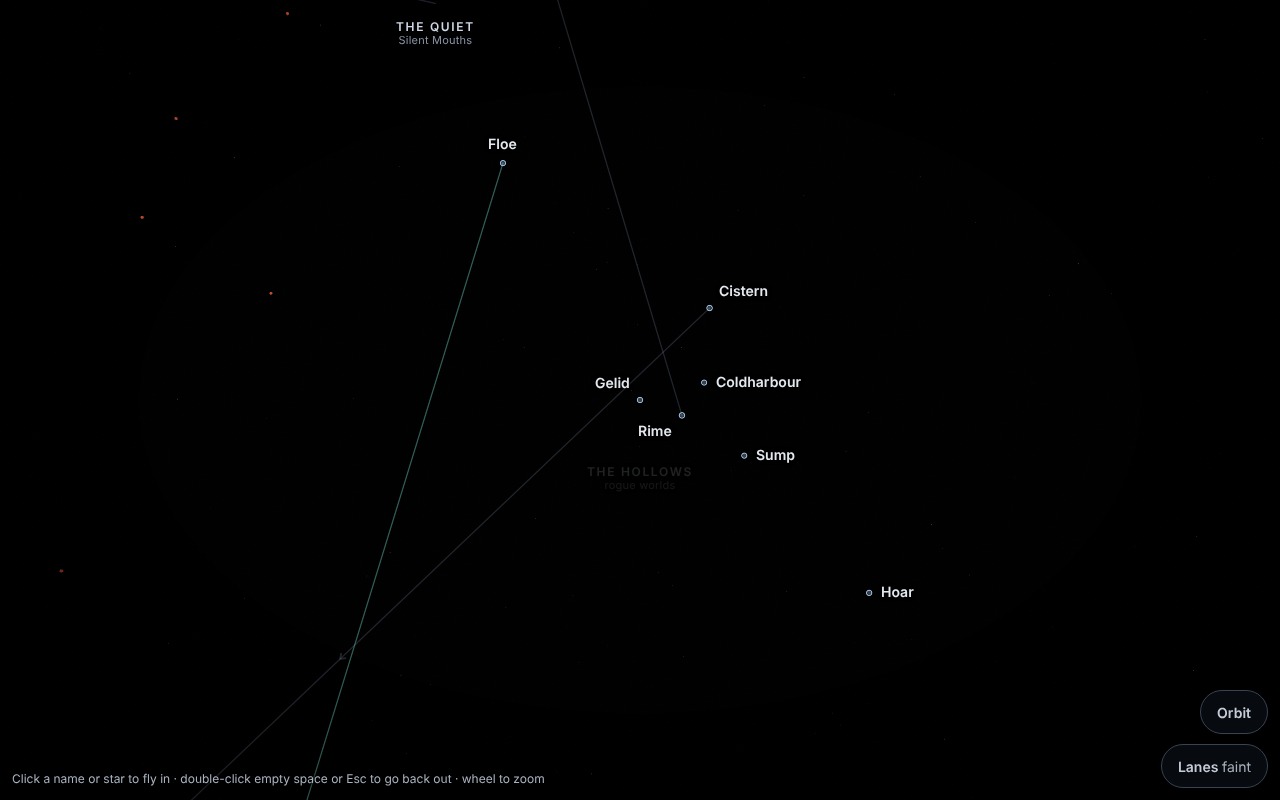 THE QUIET
Silent Mouths
Floe
Cistern
Gelid
Coldharbour
Rime
Sump
THE HOLLOWS
rogue worlds
Hoar
Orbit
Lanes faint
Click a name or star to fly in · double-click empty space or Esc to go back out · wheel to zoom